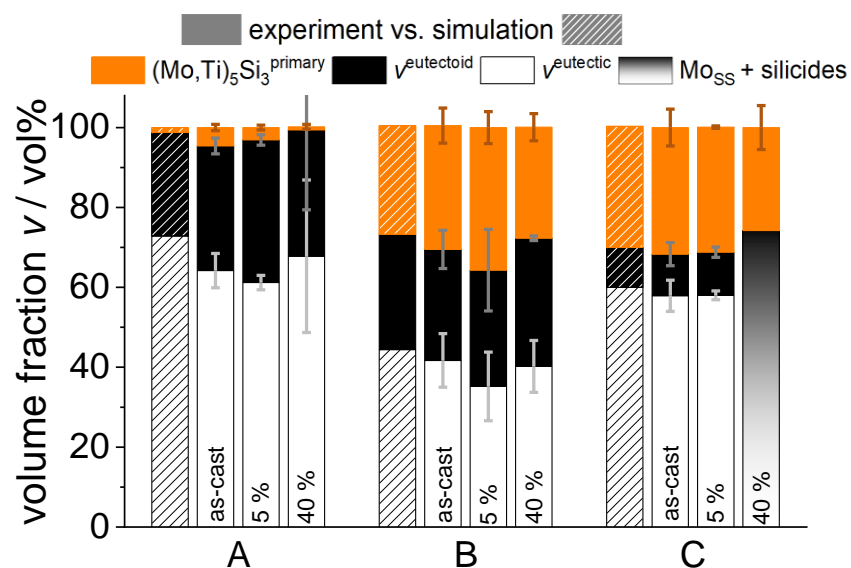 experiment vs. simulation
(Mo,Ti)₅Si₃ᵖʳⁱᵐᵃʳʸ vᵉᵘᵗᵉᶜᵗᵒⁱᵈ vᵉᵘᵗᵉᶜᵗⁱᶜ Moₛₛ + silicides
volume fraction v / vol%
100
80
60
40
20
0
as-cast
5 %
40 %
as-cast
5 %
40 %
as-cast
5 %
40 %
A B C